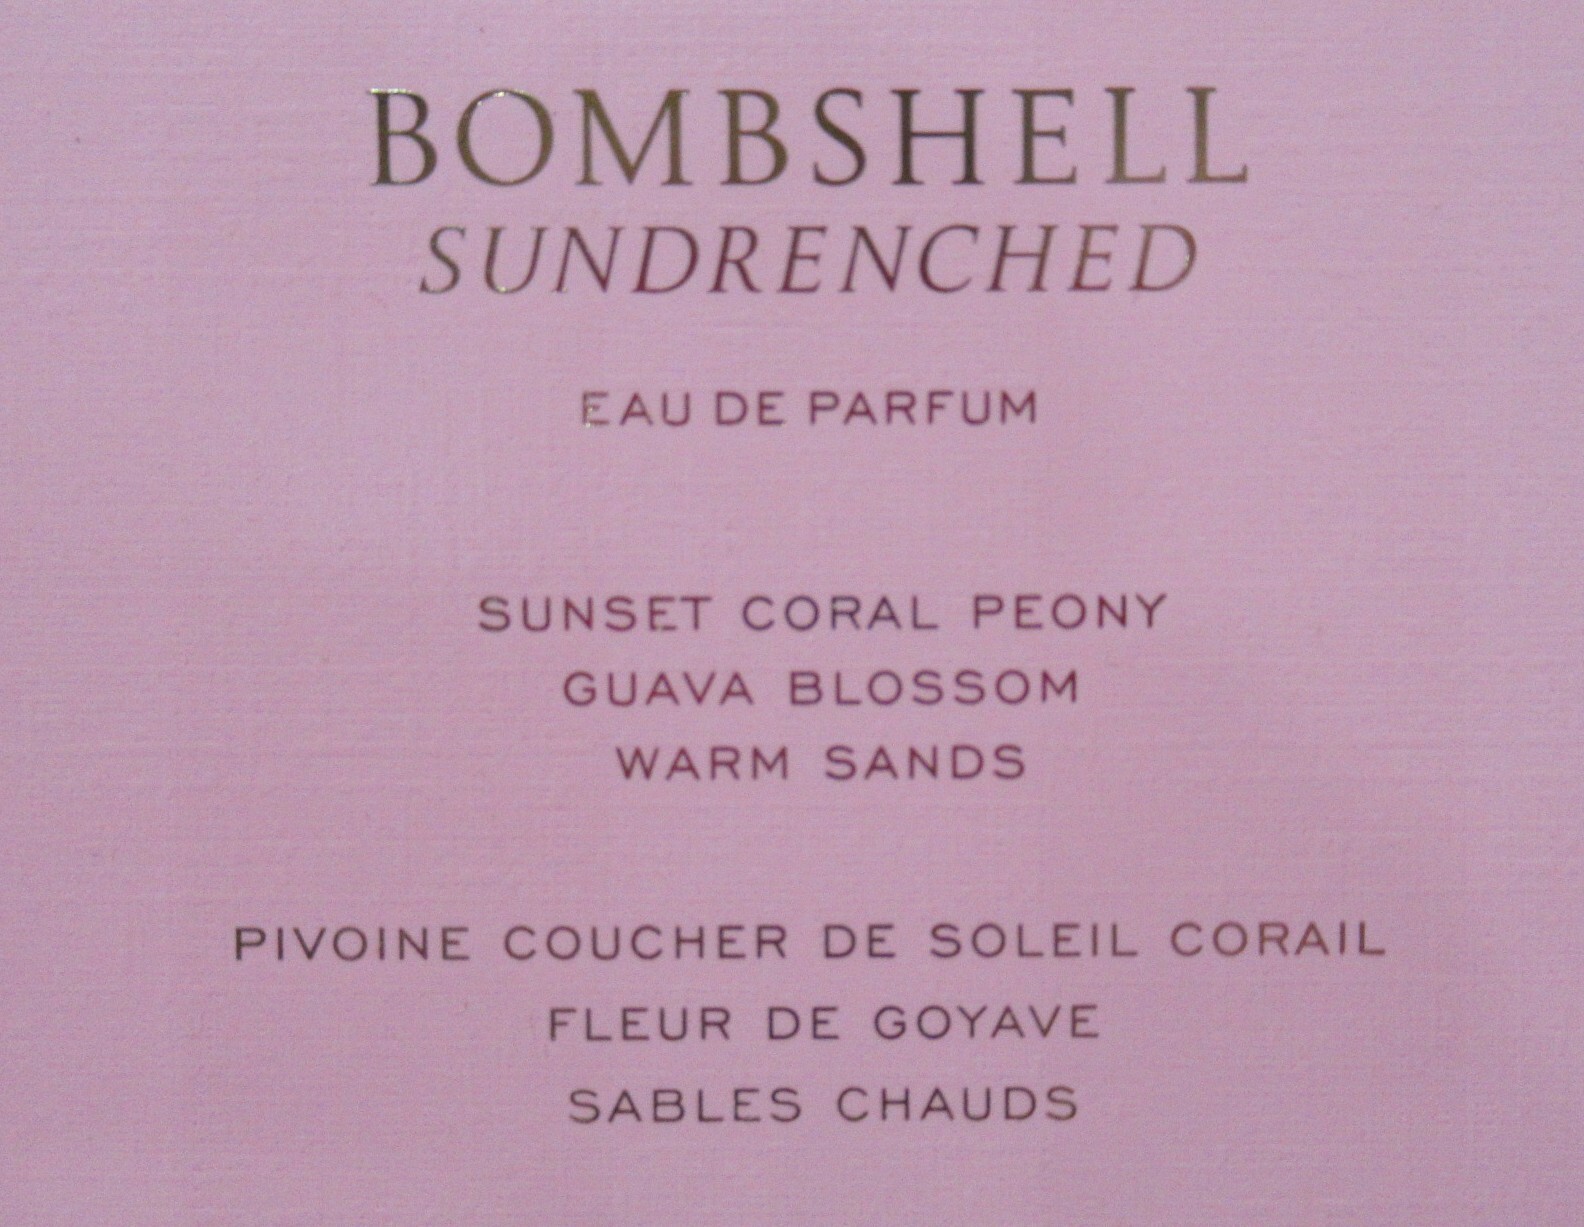 BOMBSHELL
SUNDRENCHED
EAU DE PARFUM
SUNSET CORAL PEONY
GUAVA BLOSSOM
WARM SANDS
PIVOINE COUCHER DE SOLEIL CORAIL
FLEUR DE GOYAVE
SABLES CHAUDS